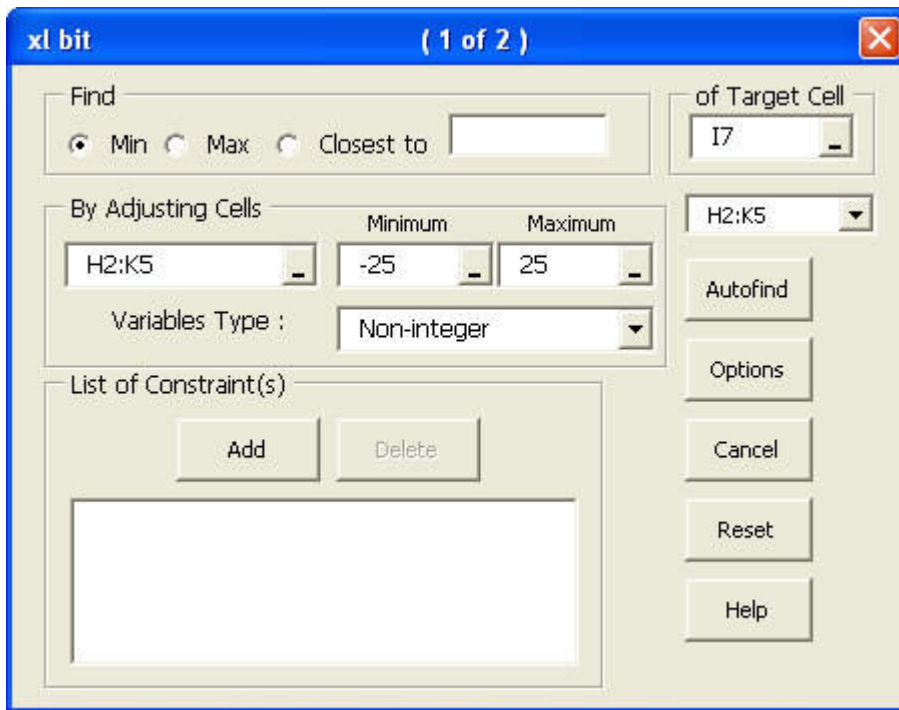 xl bit ( 1 of 2 )
Find
Min Max Closest to
of Target Cell
I7
By Adjusting Cells
Minimum Maximum
H2:K5 -25 25
H2:K5
Variables Type :
Non-integer
Autofind
Options
List of Constraint(s)
Add Delete
Cancel
Reset
Help